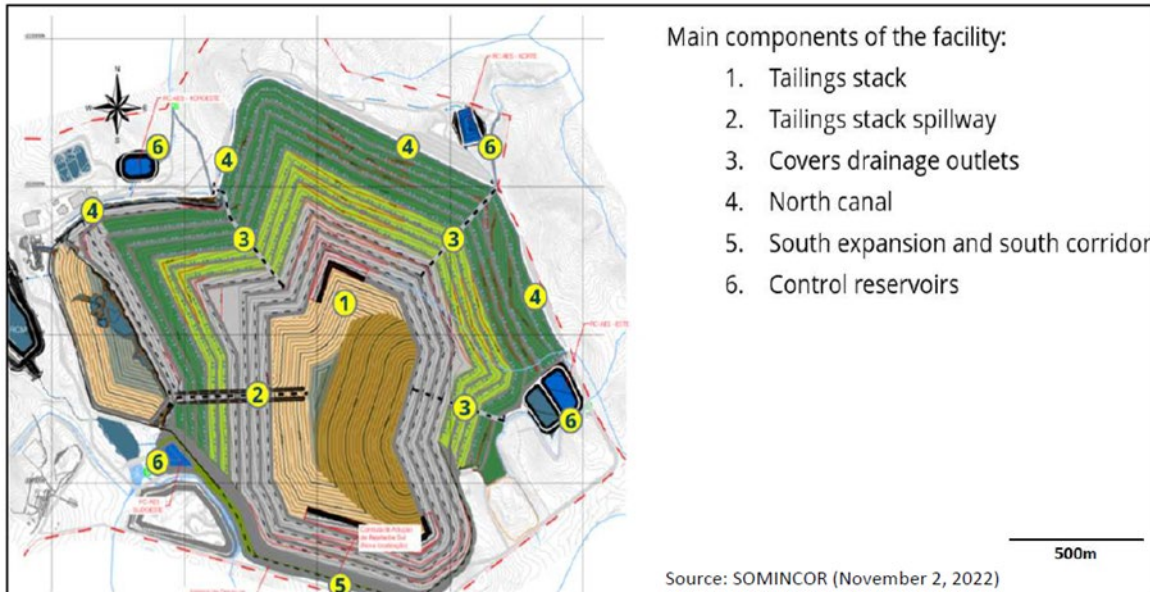 Main components of the facility:
1. Tailings stack
2. Tailings stack spillway
3. Covers drainage outlets
4. North canal
5. South expansion and south corridor
6. Control reservoirs
500m
Source: SOMINCOR (November 2, 2022)
N
W
E
S
6
4
4
6
4
3
3
1
4
2
3
6
6
5